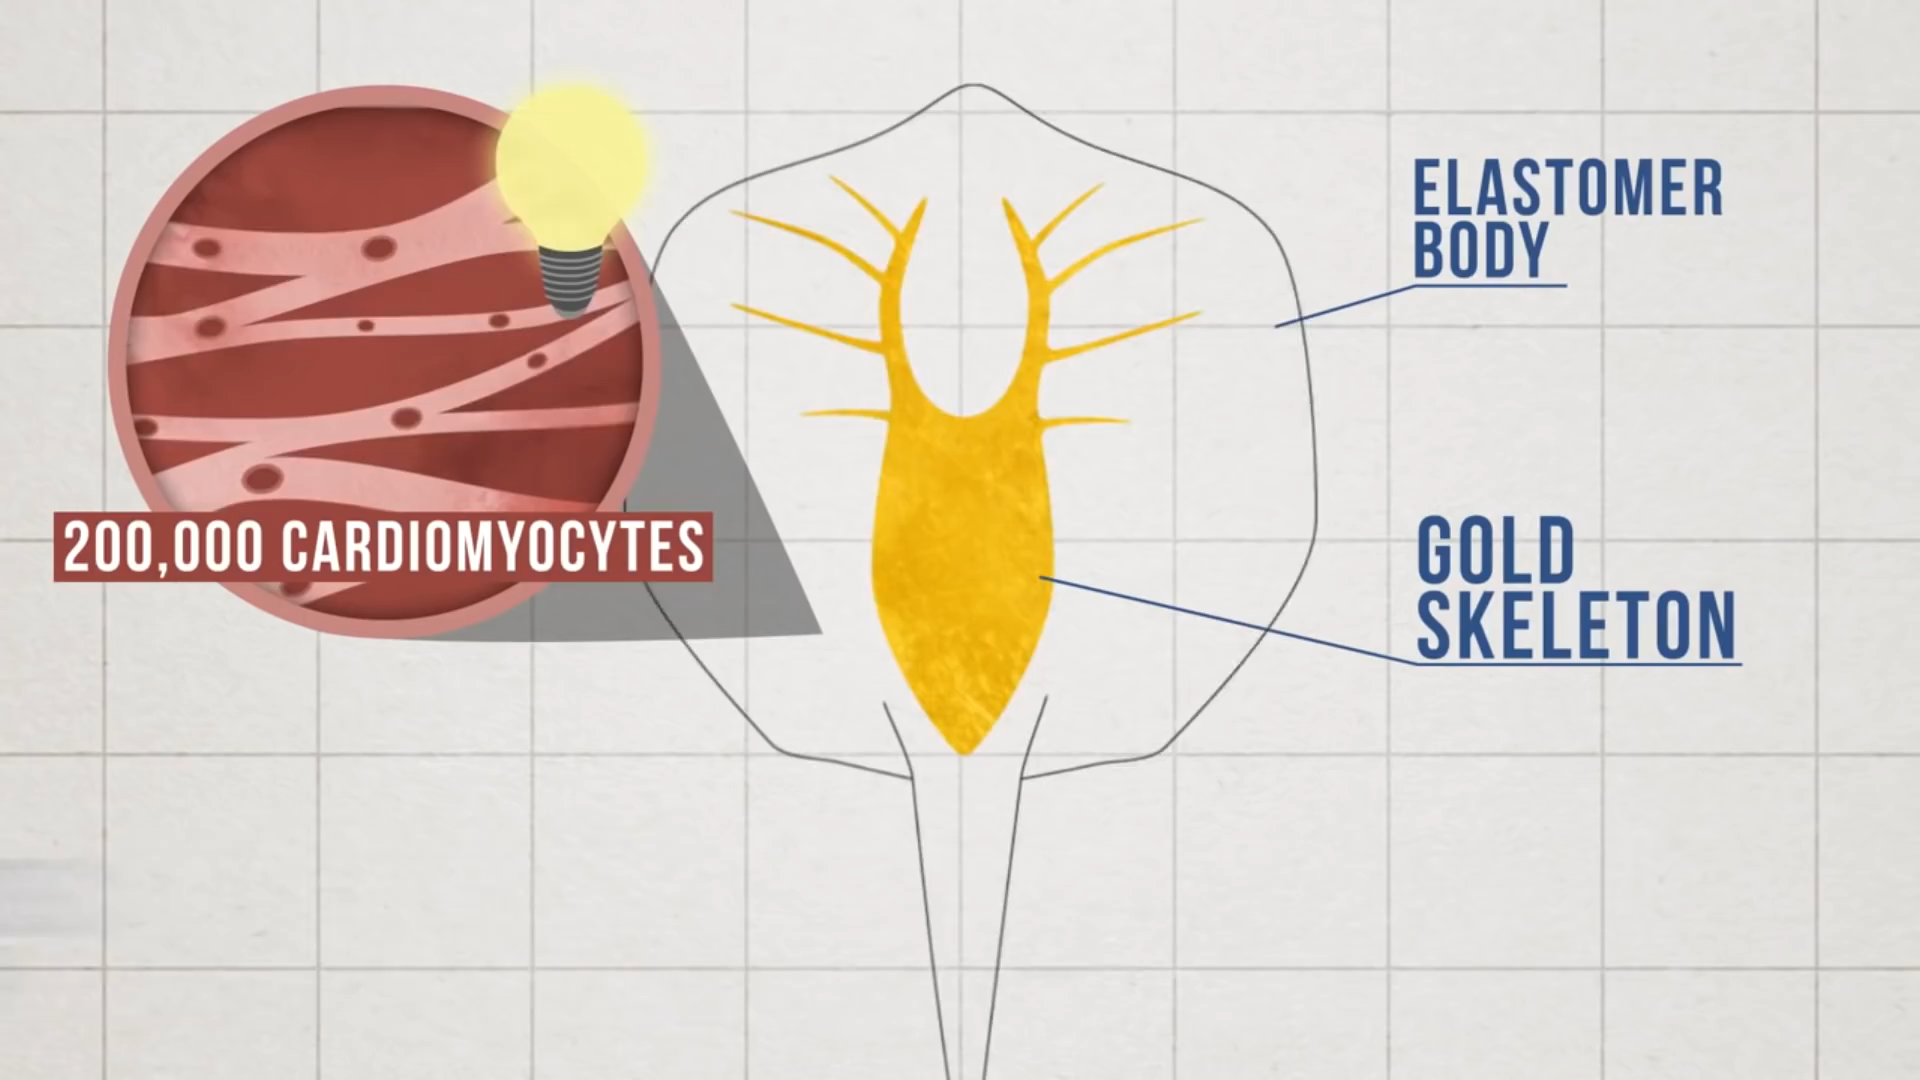 200,000 CARDIOMYOCYTES
ELASTOMER
BODY
GOLD
SKELETON